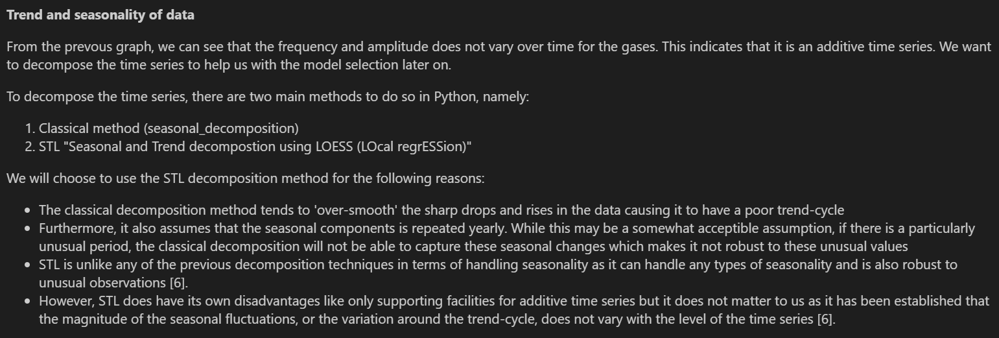 Trend and seasonality of data
From the prevous graph, we can see that the frequency and amplitude does not vary over time for the gases. This indicates that it is an additive time series. We want
to decompose the time series to help us with the model selection later on.
To decompose the time series, there are two main methods to do so in Python, namely:
1. Classical method (seasonal_decomposition)
2. STL "Seasonal and Trend decompostion using LOESS (LOcal regrESSion)"
We will choose to use the STL decomposition method for the following reasons:
• The classical decomposition method tends to 'over-smooth' the sharp drops and rises in the data causing it to have a poor trend-cycle
• Furthermore, it also assumes that the seasonal components is repeated yearly. While this may be a somewhat acceptible assumption, if there is a particularly
unusual period, the classical decomposition will not be able to capture these seasonal changes which makes it not robust to these unusual values
• STL is unlike any of the previous decomposition techniques in terms of handling seasonality as it can handle any types of seasonality and is also robust to
unusual observations [6].
• However, STL does have its own disadvantages like only supporting facilities for additive time series but it does not matter to us as it has been established that
the magnitude of the seasonal fluctuations, or the variation around the trend-cycle, does not vary with the level of the time series [6].